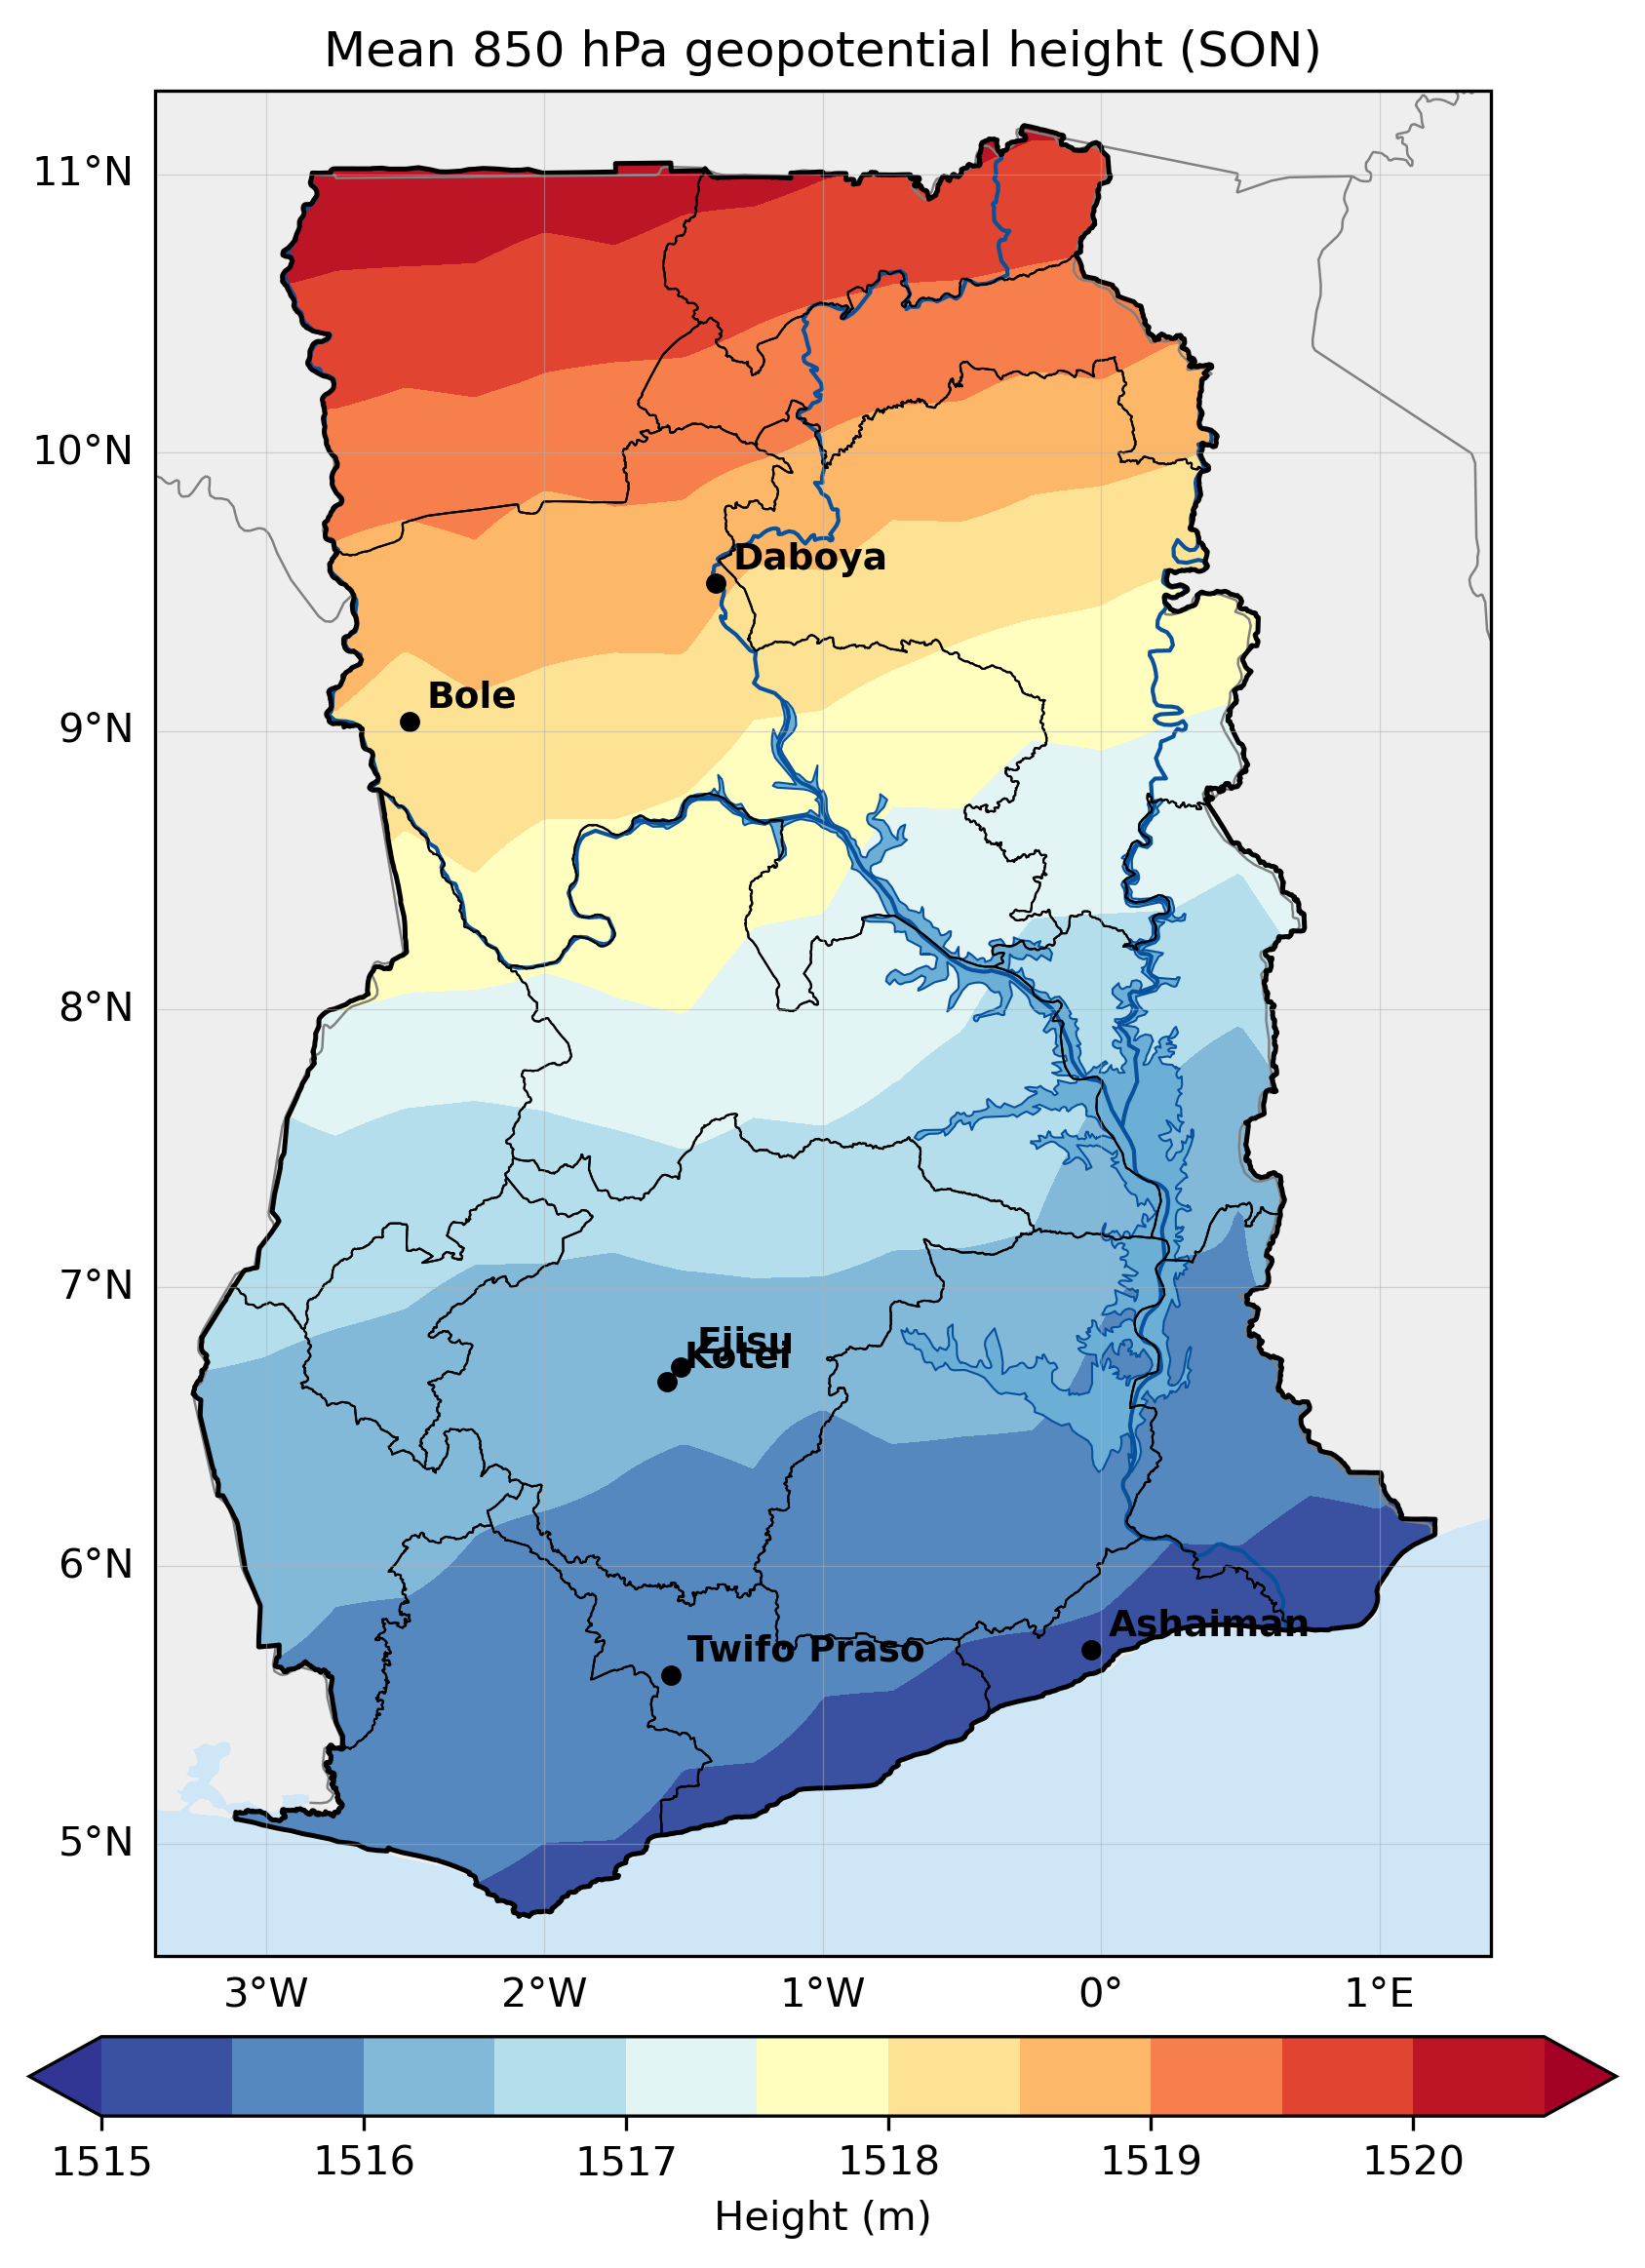 Mean 850 hPa geopotential height (SON)
11°N
10°N
Daboya
Bole
9°N
8°N
7°N
Ejisu
Kotei
6°N
Ashaiman
Twifo Praso
5°N
3°W 2°W 1°W 0° 1°E
1515 1516 1517 1518 1519 1520
Height (m)